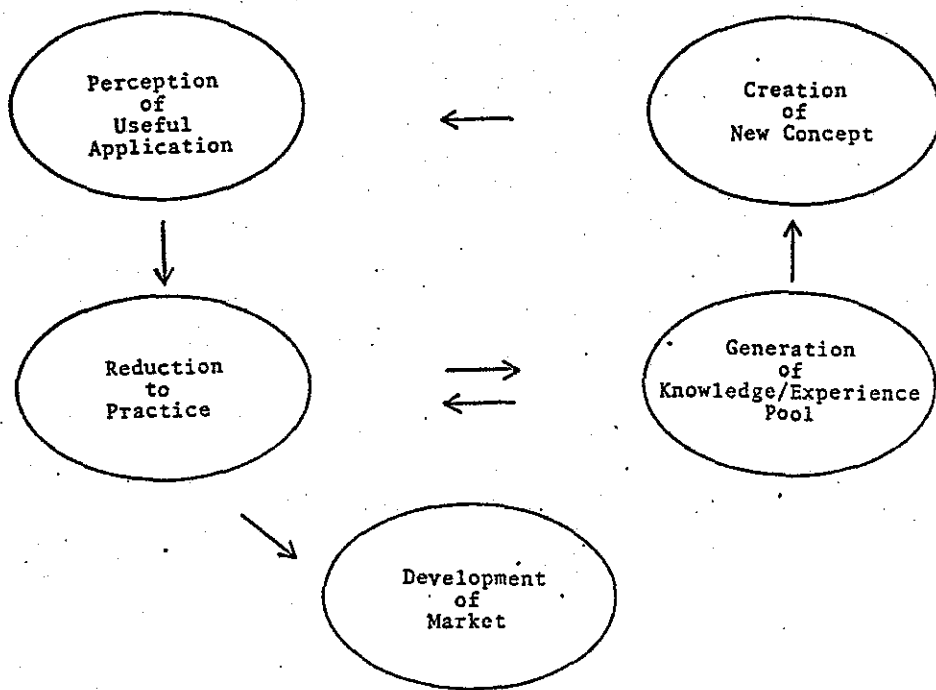 Perception
of
Useful
Application
Creation
of
New Concept
Reduction
to
Practice
Generation
of
Knowledge/Experience
Pool
Development
of
Market